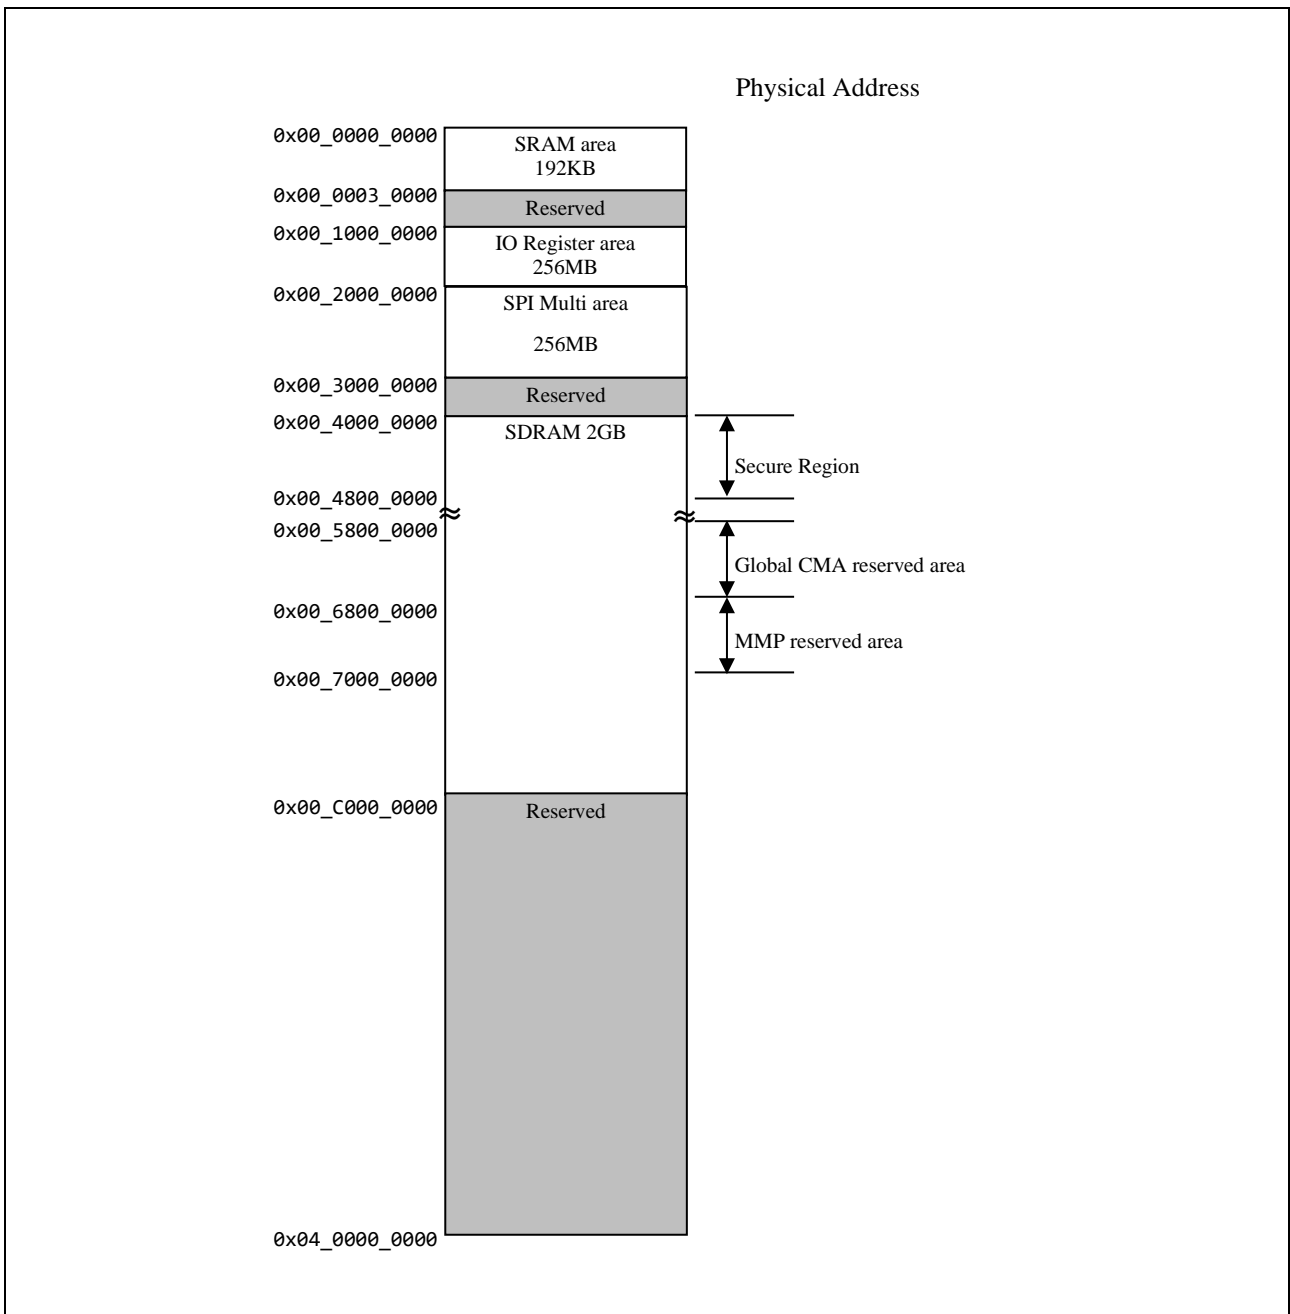 Physical Address
0x00_0000_0000
SRAM area
192KB
0x00_0003_0000
Reserved
0x00_1000_0000
IO Register area
256MB
0x00_2000_0000
SPI Multi area
256MB
0x00_3000_0000
Reserved
0x00_4000_0000
SDRAM 2GB
Secure Region
0x00_4800_0000
0x00_5800_0000
Global CMA reserved area
0x00_6800_0000
MMP reserved area
0x00_7000_0000
0x00_C000_0000
Reserved
0x04_0000_0000